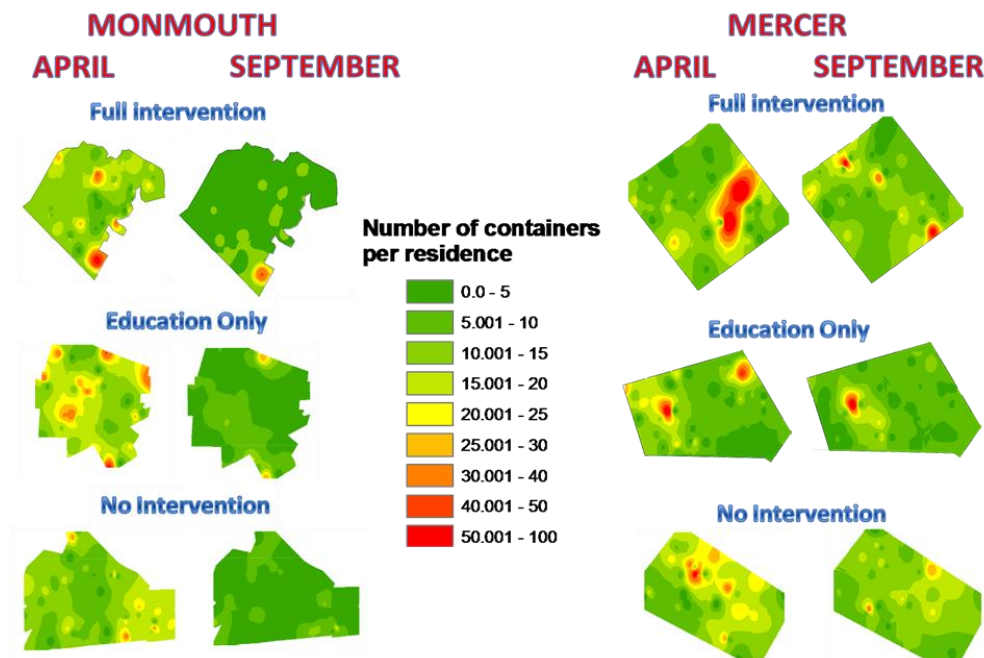 MONMOUTH
APRIL SEPTEMBER
Full intervention
Education Only
No Intervention
Number of containers
per residence
0.0 - 5
5.001 - 10
10.001 - 15
15.001 - 20
20.001 - 25
25.001 - 30
30.001 - 40
40.001 - 50
50.001 - 100
MERCER
APRIL SEPTEMBER
Full intervention
Education Only
No Intervention